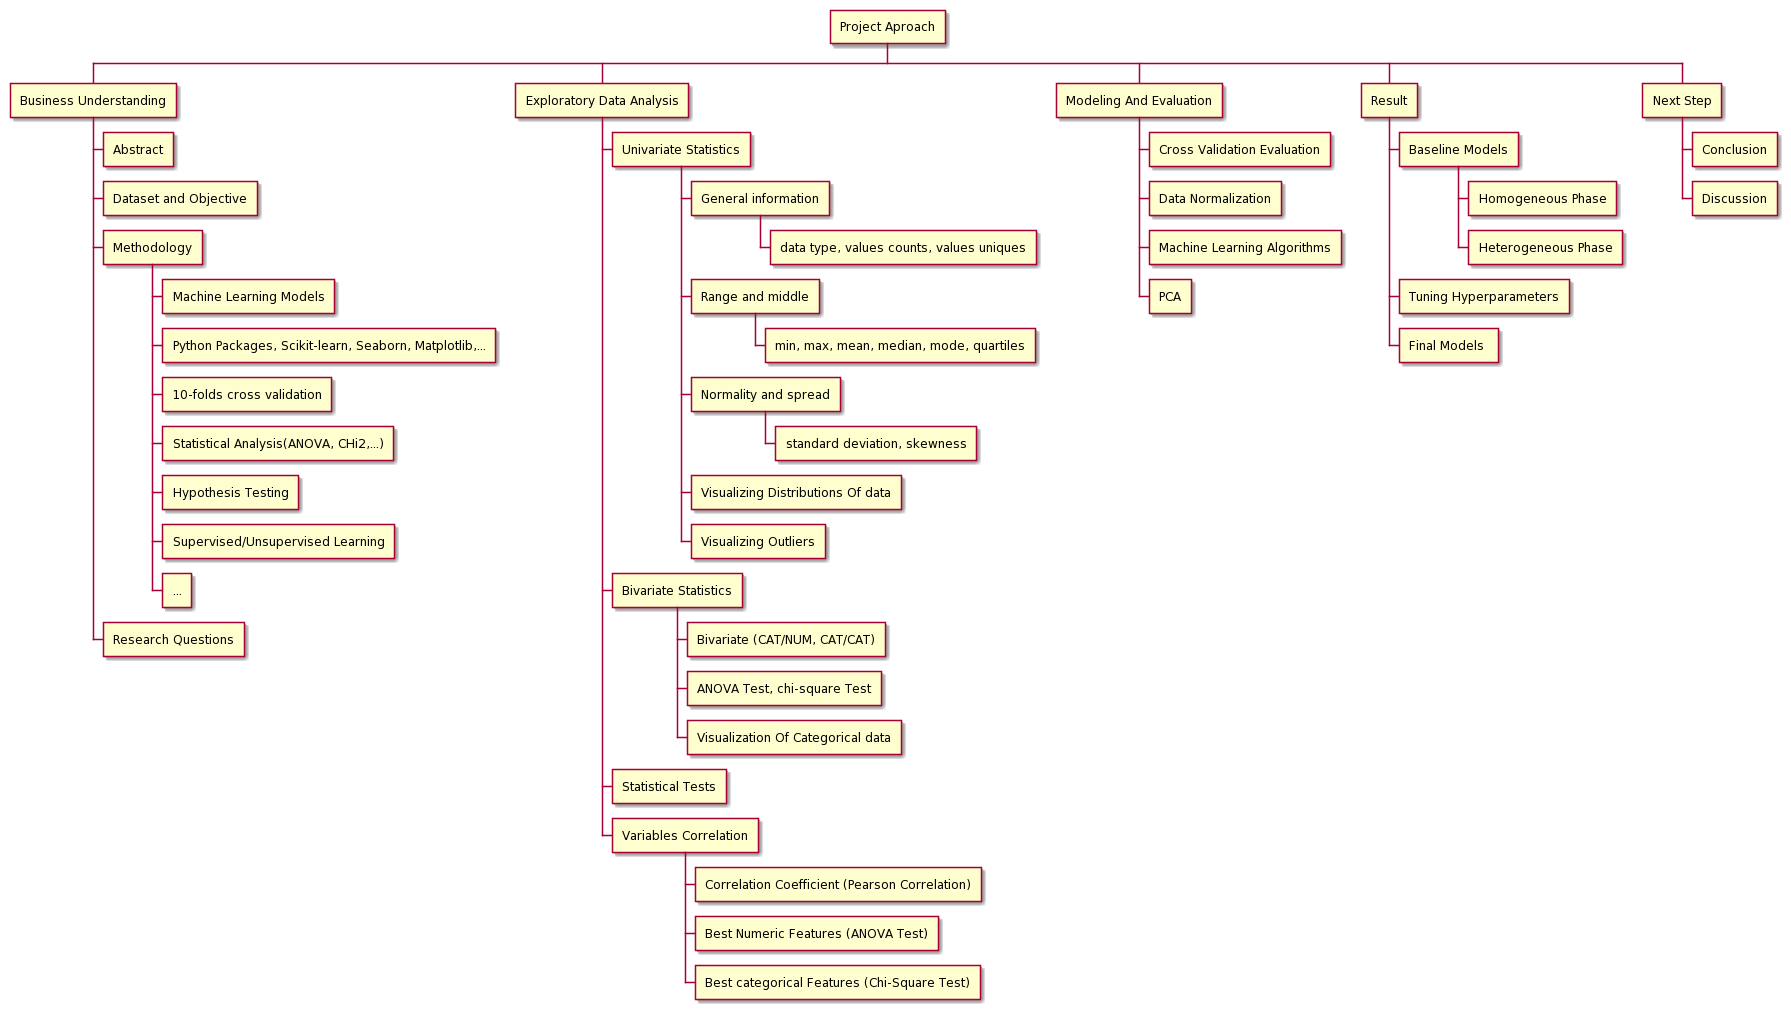 Project Aproach
Business Understanding
Abstract
Dataset and Objective
Methodology
Machine Learning Models
Python Packages, Scikit-learn, Seaborn, Matplotlib,...
10-folds cross validation
Statistical Analysis(ANOVA, CHi2,...)
Hypothesis Testing
Supervised/Unsupervised Learning
...
Research Questions
Exploratory Data Analysis
Univariate Statistics
General information
data type, values counts, values uniques
Range and middle
min, max, mean, median, mode, quartiles
Normality and spread
standard deviation, skewness
Visualizing Distributions Of data
Visualizing Outliers
Bivariate Statistics
Bivariate (CAT/NUM, CAT/CAT)
ANOVA Test, chi-square Test
Visualization Of Categorical data
Statistical Tests
Variables Correlation
Correlation Coefficient (Pearson Correlation)
Best Numeric Features (ANOVA Test)
Best categorical Features (Chi-Square Test)
Modeling And Evaluation
Cross Validation Evaluation
Data Normalization
Machine Learning Algorithms
PCA
Result
Baseline Models
Homogeneous Phase
Heterogeneous Phase
Tuning Hyperparameters
Final Models
Next Step
Conclusion
Discussion